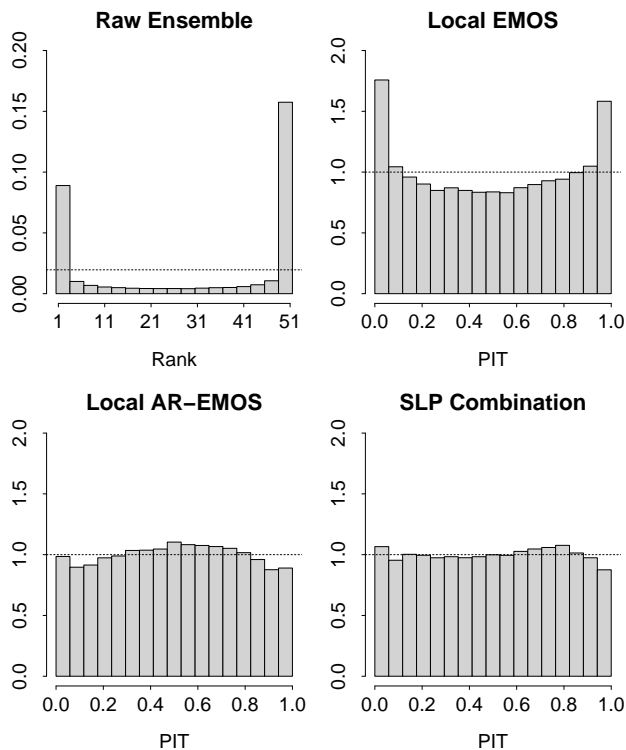 Raw Ensemble
0.00 0.05 0.10 0.15 0.20
1 11 21 31 41 51
Rank
Local EMOS
0.0 0.5 1.0 1.5 2.0
0.0 0.2 0.4 0.6 0.8 1.0
PIT
Local AR−EMOS
0.0 0.5 1.0 1.5 2.0
0.0 0.2 0.4 0.6 0.8 1.0
PIT
SLP Combination
0.0 0.5 1.0 1.5 2.0
0.0 0.2 0.4 0.6 0.8 1.0
PIT